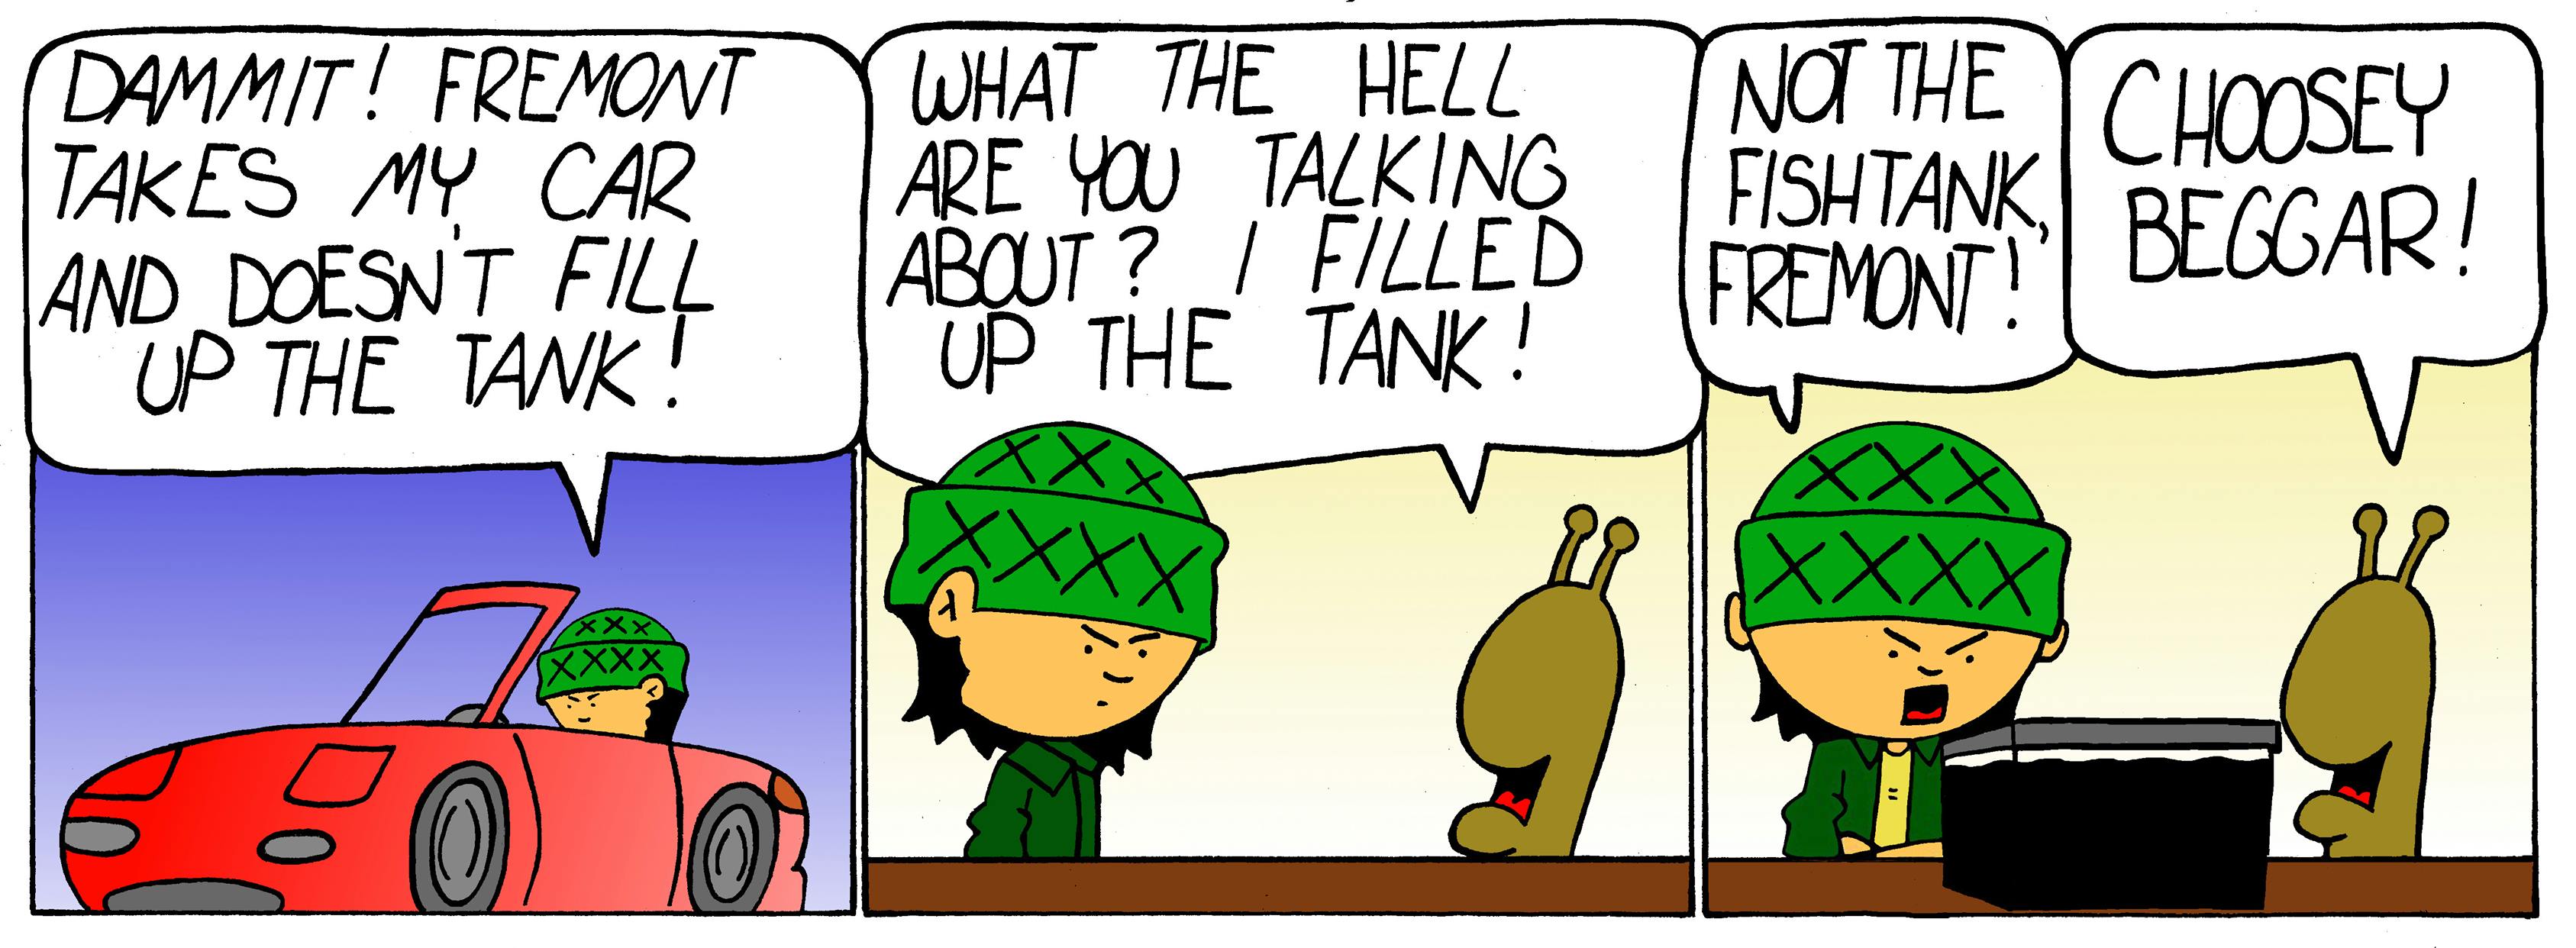 DAMMIT! FREMONT
TAKES MY CAR
AND DOESN'T FILL
UP THE TANK!
WHAT THE HELL
ARE YOU TALKING
ABOUT? I FILLED
UP THE TANK!
NOT THE
FISHTANK,
FREMONT!
CHOOSEY
BEGGAR!